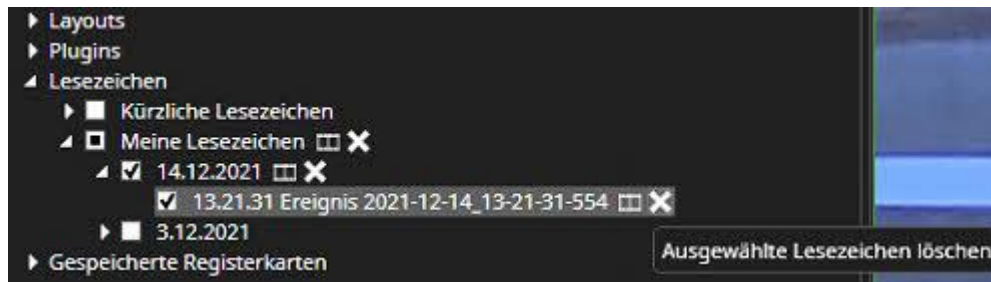 Layouts
Plugins
Lesezeichen
Kürzliche Lesezeichen
Meine Lesezeichen
14.12.2021
13.21.31 Ereignis 2021-12-14_13-21-31-554
3.12.2021
Gespeicherte Registerkarten
Ausgewählte Lesezeichen löschen